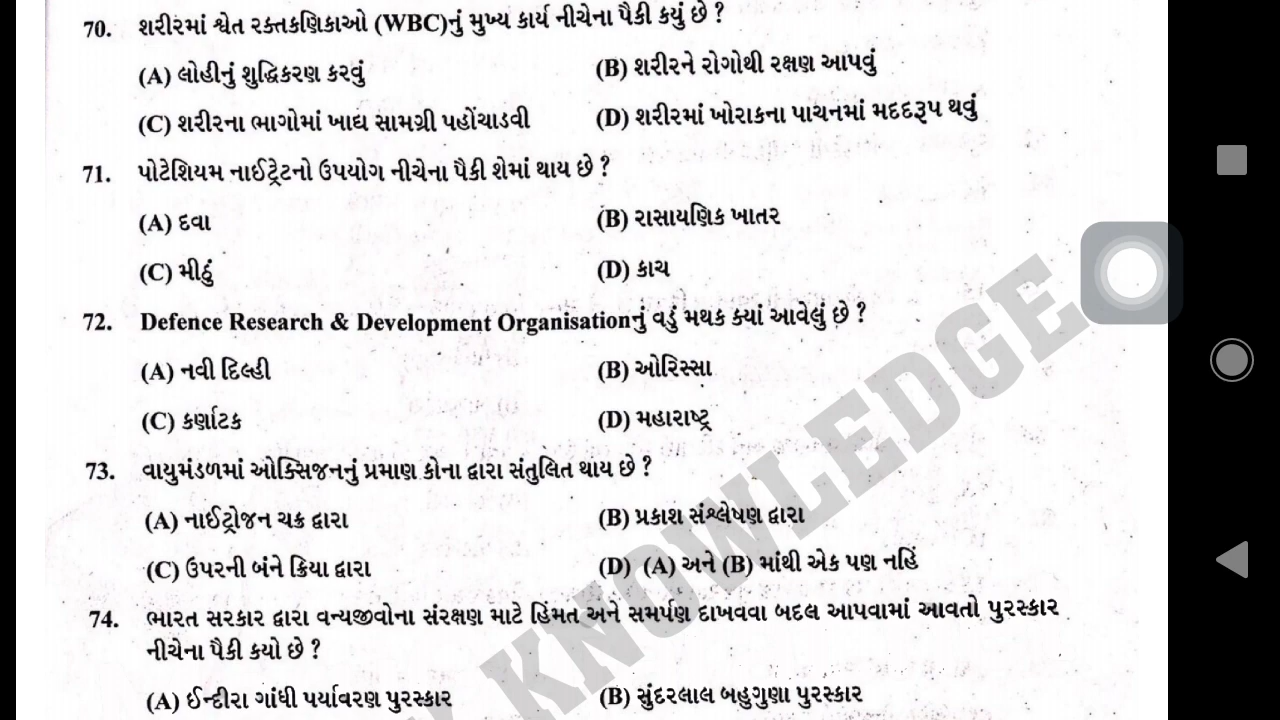 70. શરીરમાં શ્વેત રક્તકણિકાઓ (WBC)નું મુખ્ય કાર્ય નીચેના પૈકી કયું છે ?
(A) લોહીનું શુદ્ધિકરણ કરવું (B) શરીરને રોગોથી રક્ષણ આપવું
(C) શરીરના ભાગોમાં ખાદ્ય સામગ્રી પહોંચાડવી (D) શરીરમાં ખોરાકના પાચનમાં મદદરૂપ થવું
71. પોટેશિયમ નાઈટ્રેટનો ઉપયોગ નીચેના પૈકી શેમાં થાય છે ?
(A) દવા (B) રાસાયણિક ખાતર
(C) મીઠું (D) કાચ
72. Defence Research & Development Organisationનું વડું મથક ક્યાં આવેલું છે ?
(A) નવી દિલ્હી (B) ઓરિસ્સા
(C) કર્ણાટક (D) મહારાષ્ટ્ર
73. વાયુમંડળમાં ઓક્સિજનનું પ્રમાણ કોના દ્વારા સંતુલિત થાય છે ?
(A) નાઈટ્રોજન ચક્ર દ્વારા (B) પ્રકાશ સંશ્લેષણ દ્વારા
(C) ઉપરની બંને ક્રિયા દ્વારા (D) (A) અને (B) માંથી એક પણ નહિં
74. ભારત સરકાર દ્વારા વન્યજીવોના સંરક્ષણ માટે હિંમત અને સમર્પણ દાખવવા બદલ આપવામાં આવતો પુરસ્કાર
નીચેના પૈકી કયો છે ?
(A) ઈન્દીરા ગાંધી પર્યાવરણ પુરસ્કાર (B) સુંદરલાલ બહુગુણા પુરસ્કાર
KNOWLEDGE